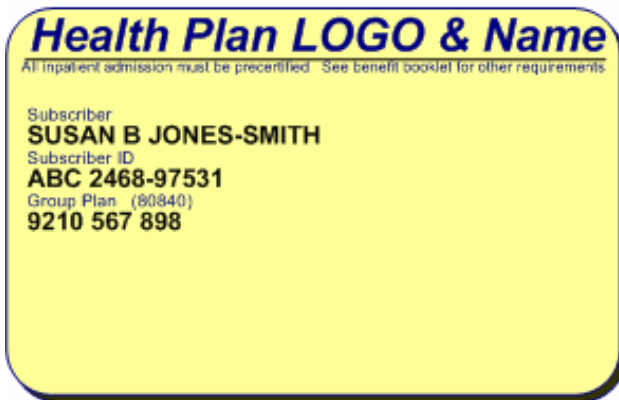 Health Plan LOGO & Name
All inpatient admission must be precertified. See benefit booklet for other requirements.
Subscriber
SUSAN B JONES-SMITH
Subscriber ID
ABC 2468-97531
Group Plan (80840)
9210 567 898